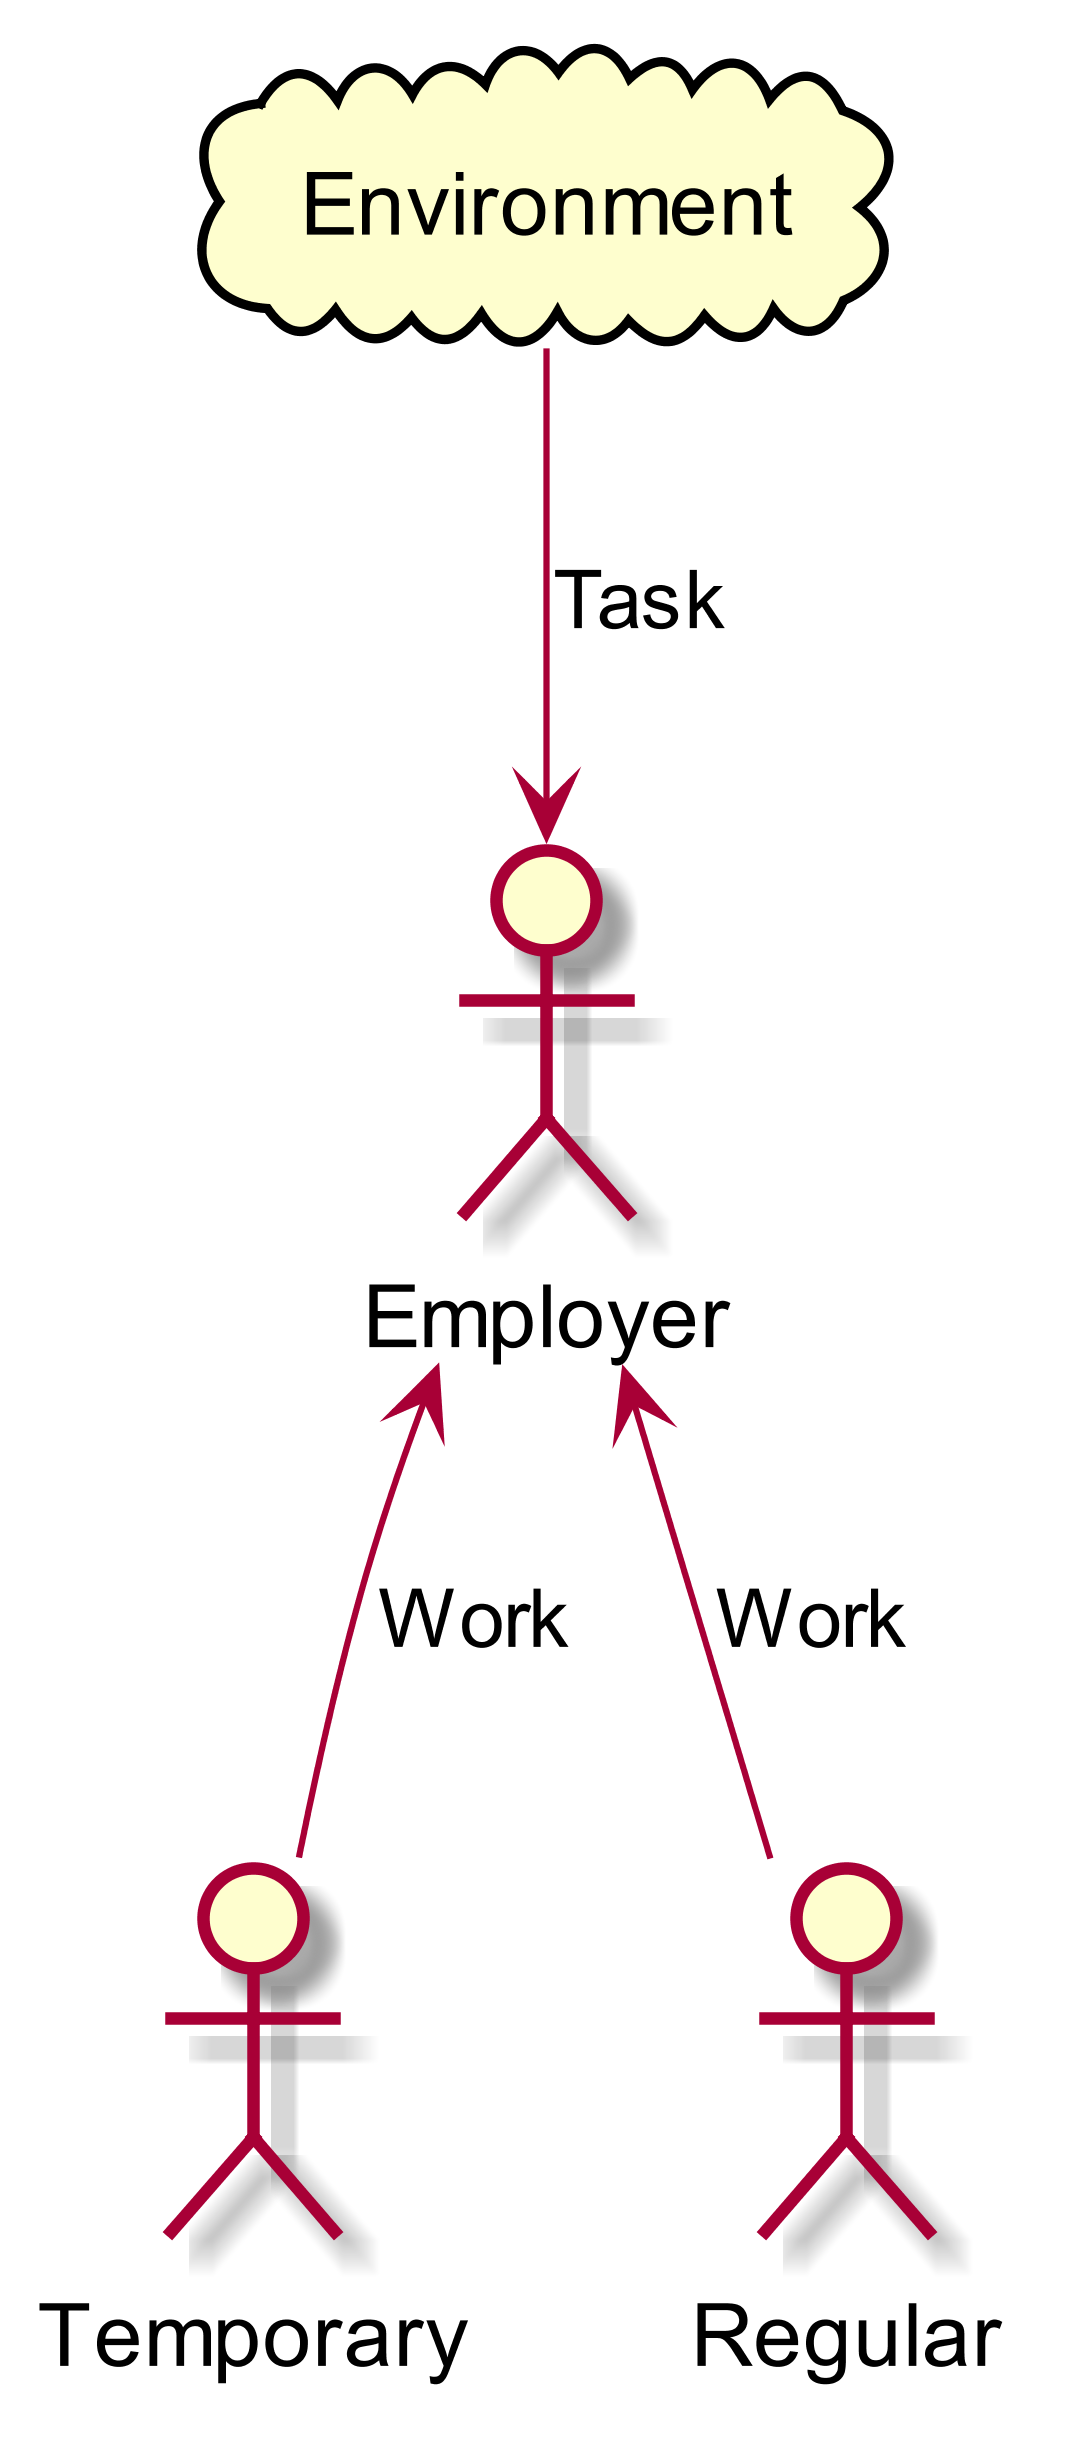 Environment
Task
Employer
Work
Work
Temporary
Regular